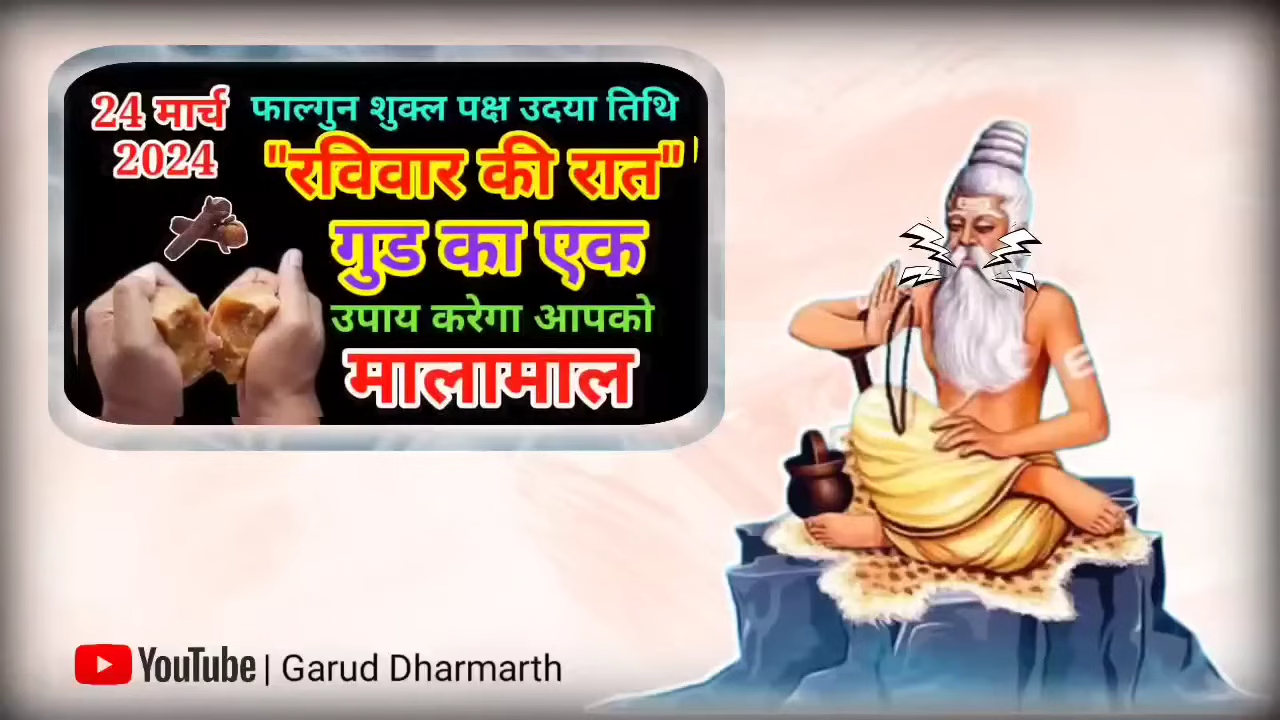 24 मार्च
2024
फाल्गुन शुक्ल पक्ष उदया तिथि
"रविवार की रात"
गुड का एक
उपाय करेगा आपको
मालामाल
YouTube | Garud Dharmarth